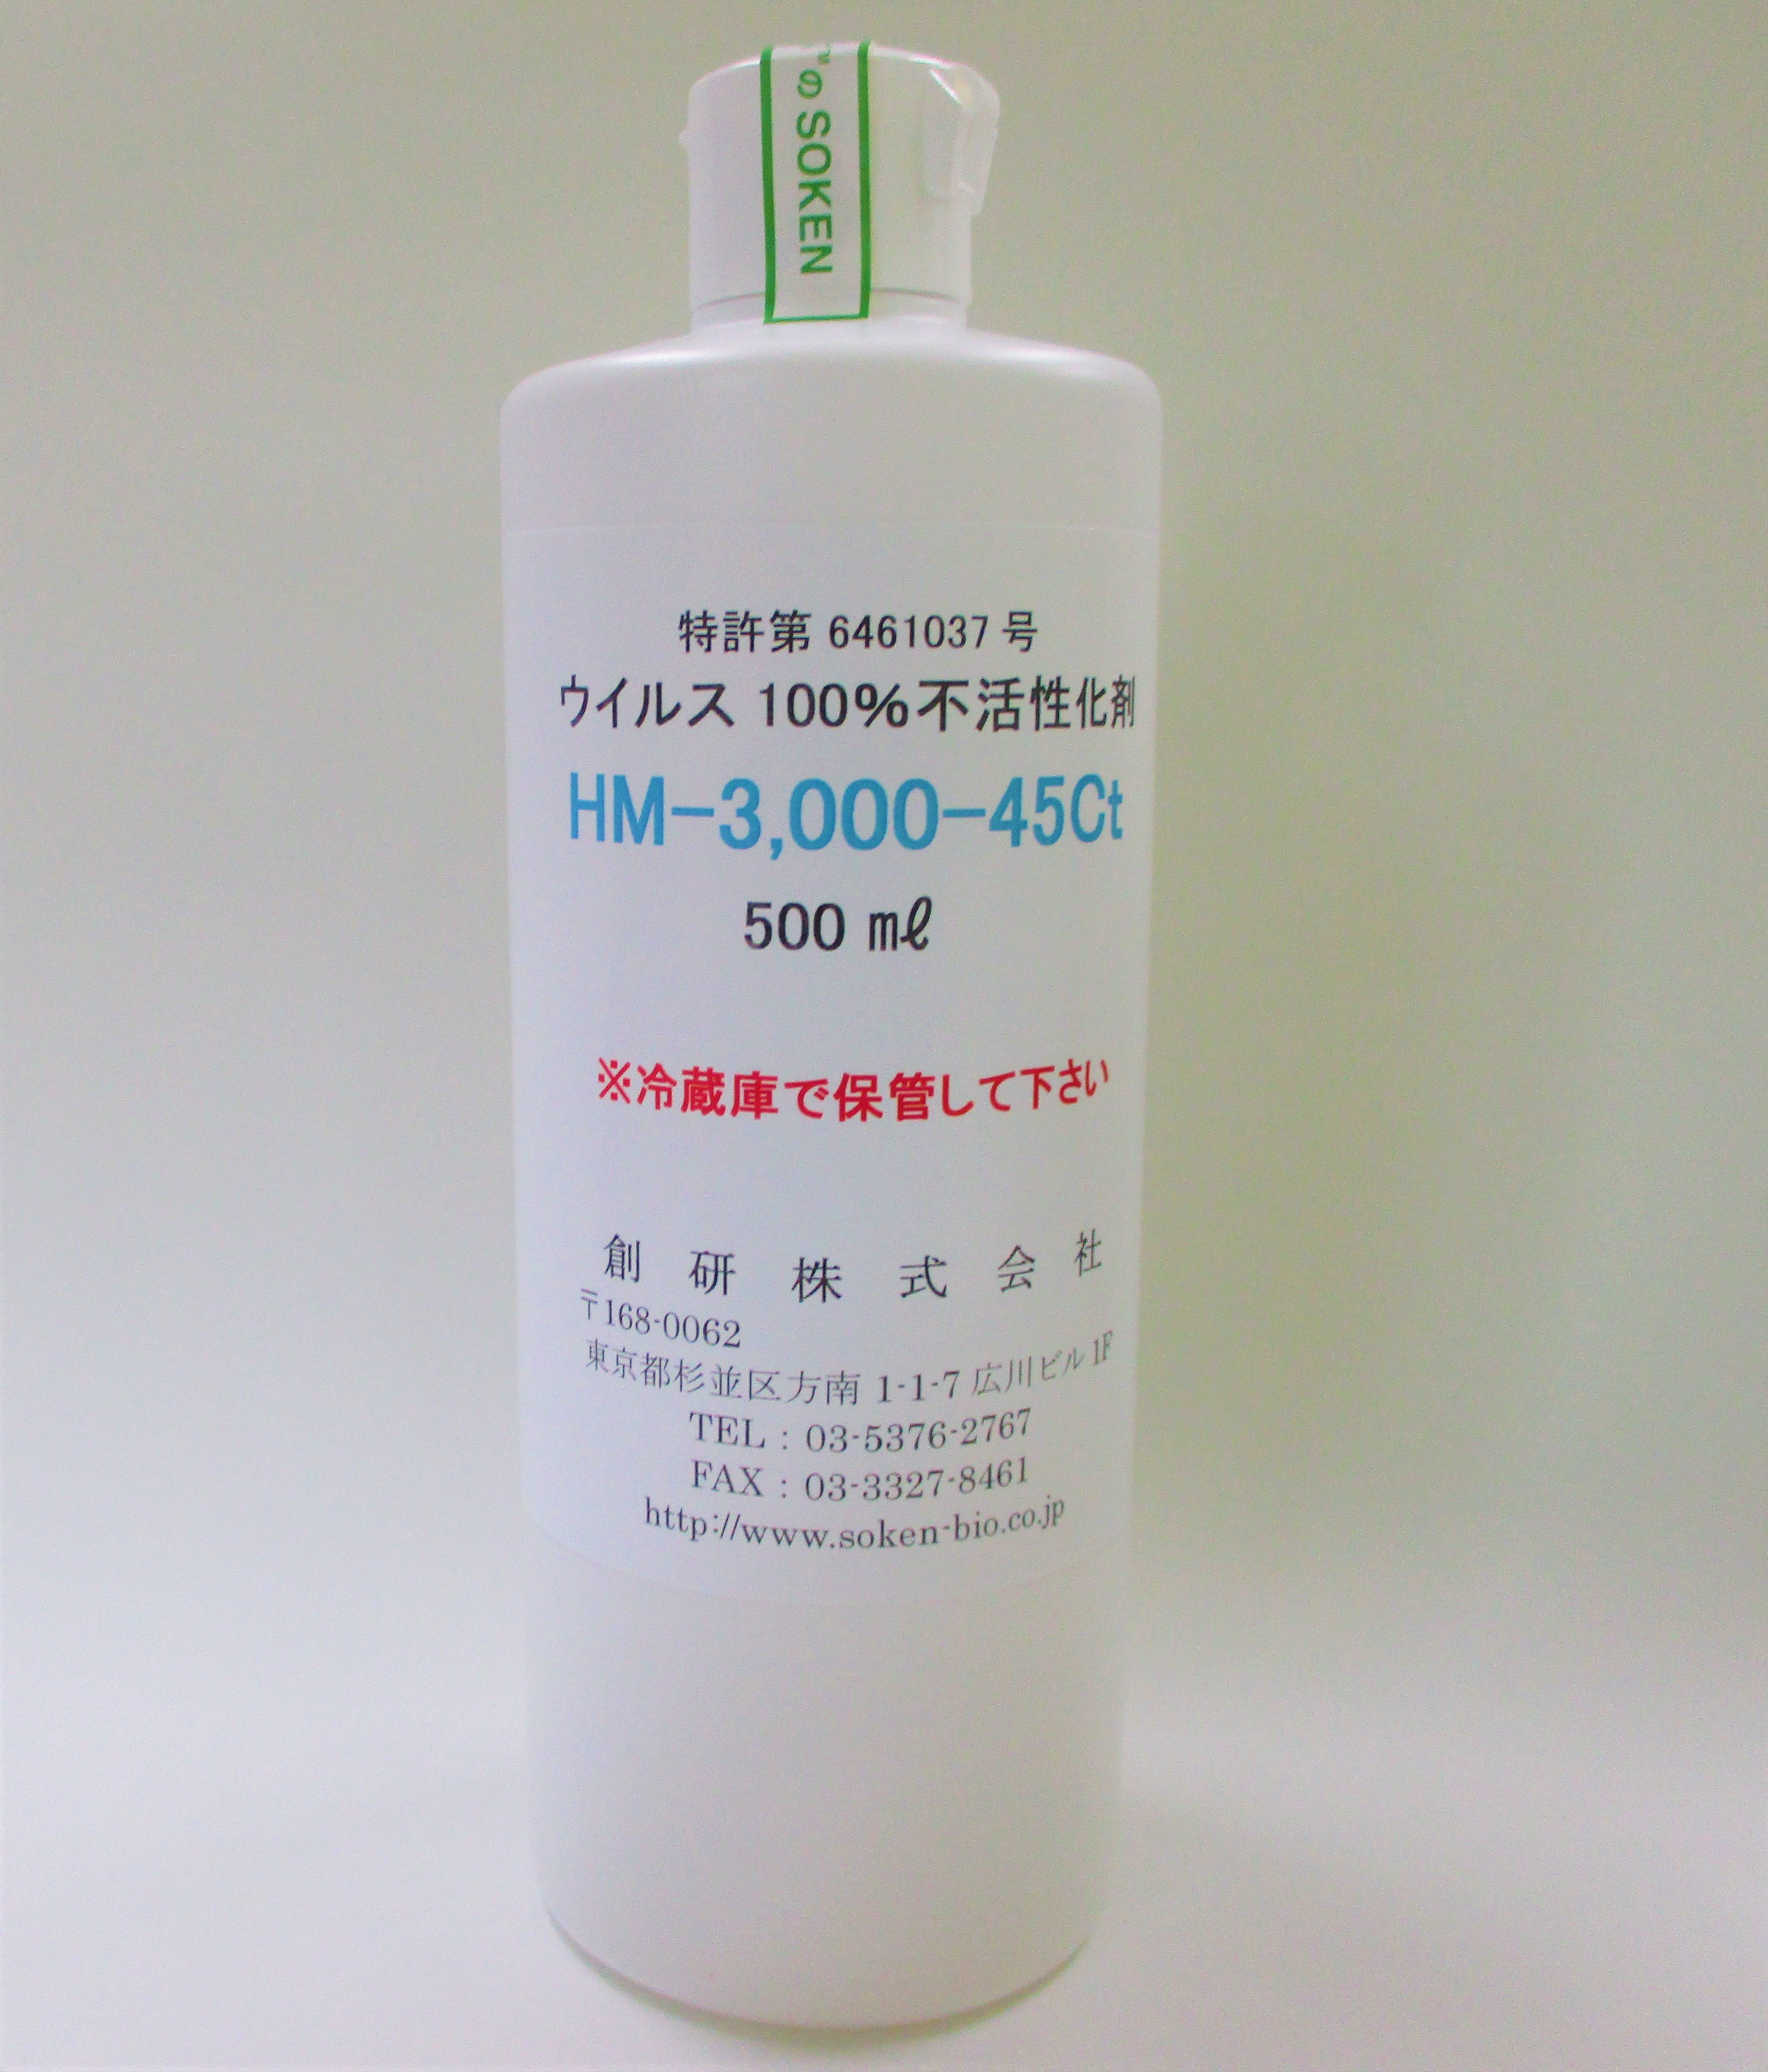 の SOKEN
特許第 6461037 号
ウイルス 100%不活性化剤
HM-3,000-45Ct
500 ㎖
※冷蔵庫で保管して下さい
創 研 株 式 会 社
〒168-0062
東京都杉並区方南 1-1-7 広川ビル 1F
TEL : 03-5376-2767
FAX : 03-3327-8461
http://www.soken-bio.co.jp